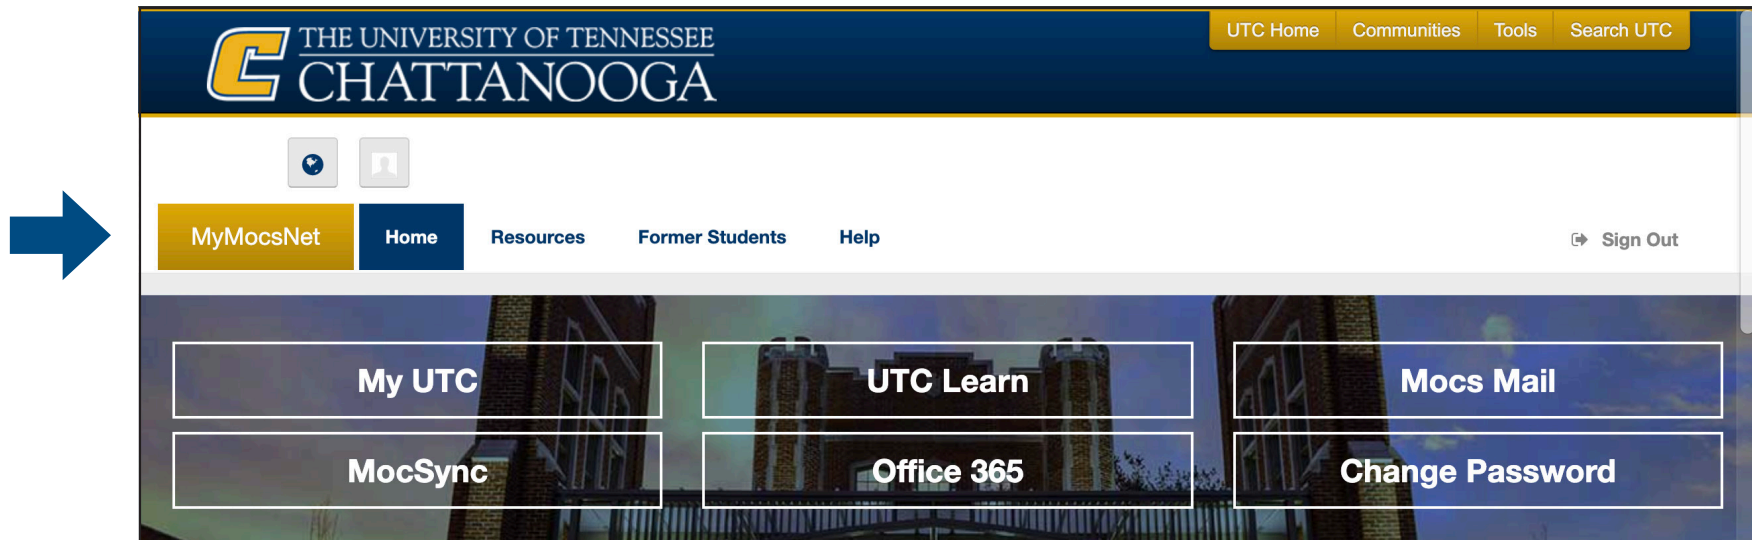 THE UNIVERSITY OF TENNESSEE
CHATTANOOGA
UTC Home Communities Tools Search UTC
MyMocsNet Home Resources Former Students Help Sign Out
My UTC UTC Learn Mocs Mail
MocSync Office 365 Change Password